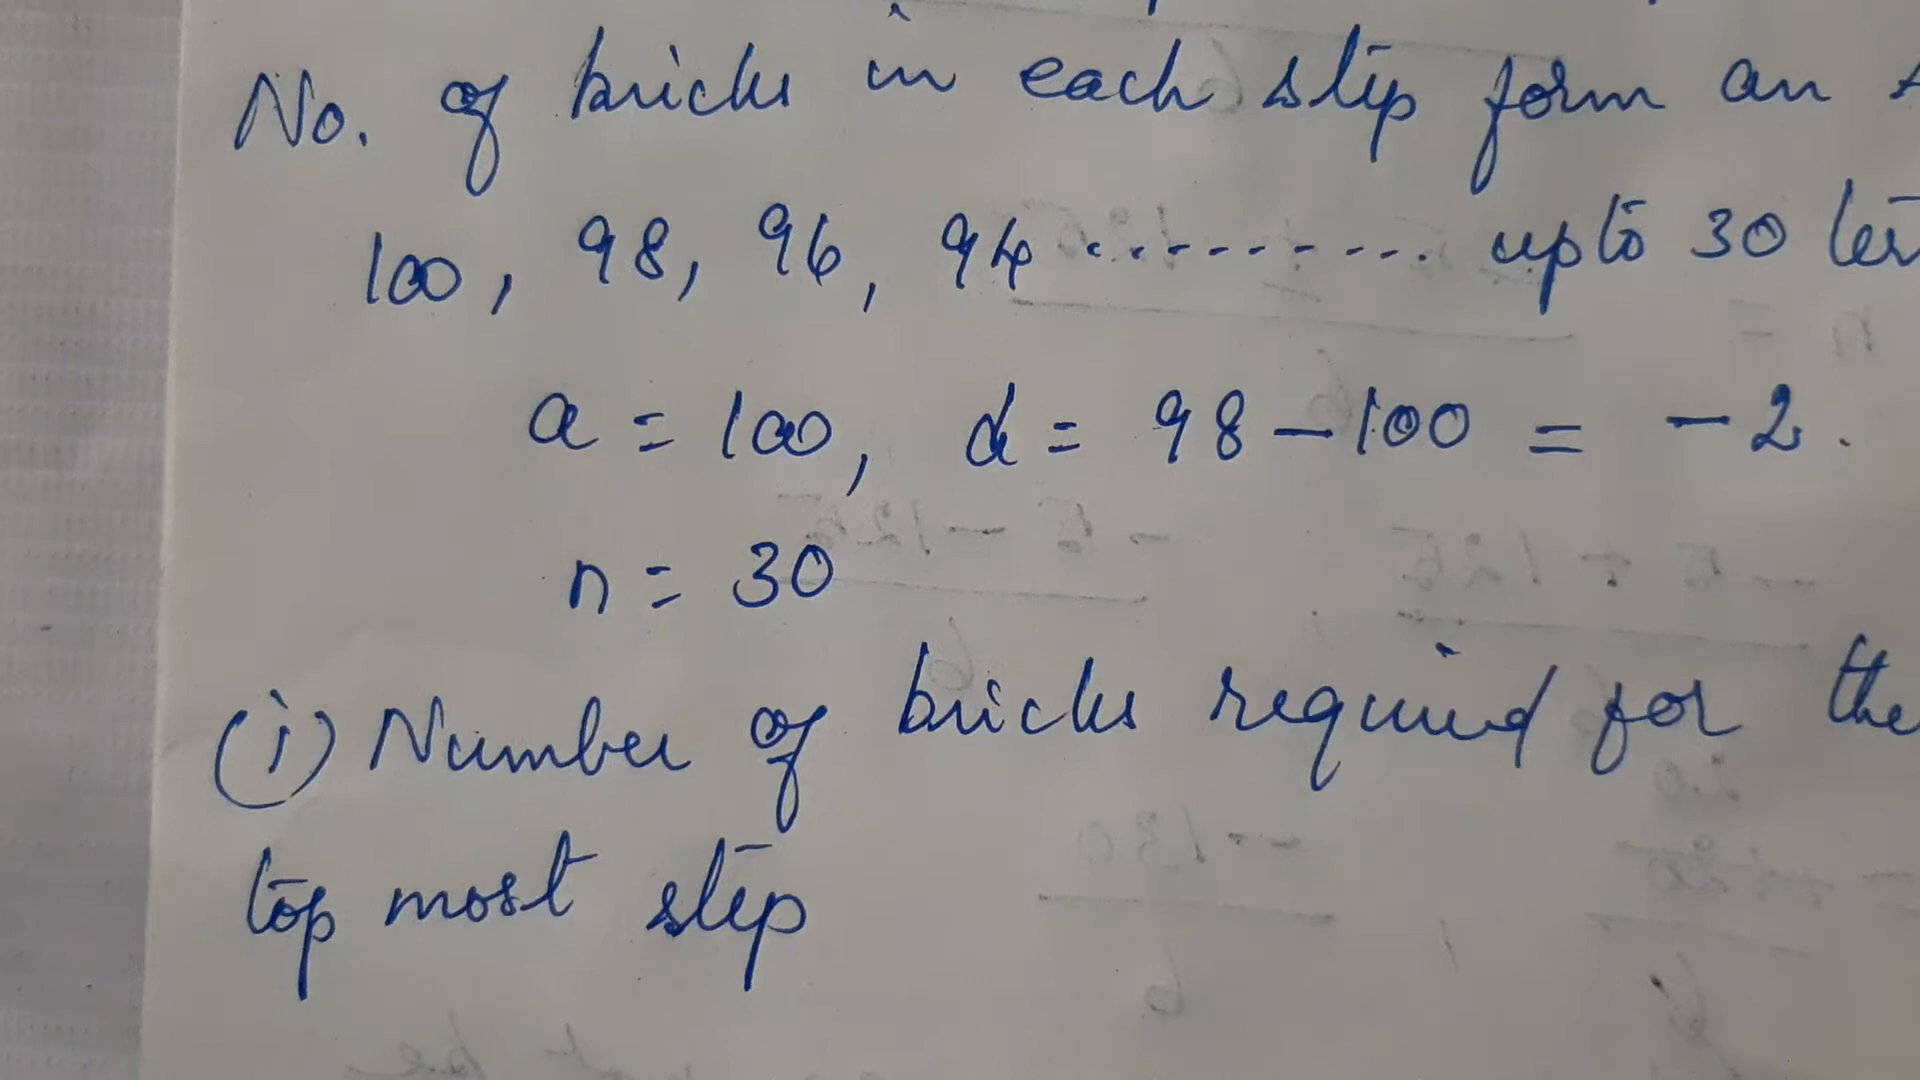 No. of bricks in each step form an
100, 98, 96, 94 ......... upto 30
a = 100, d = 98 - 100 = -2.
n = 30
(i) Number of bricks required for the
top most step